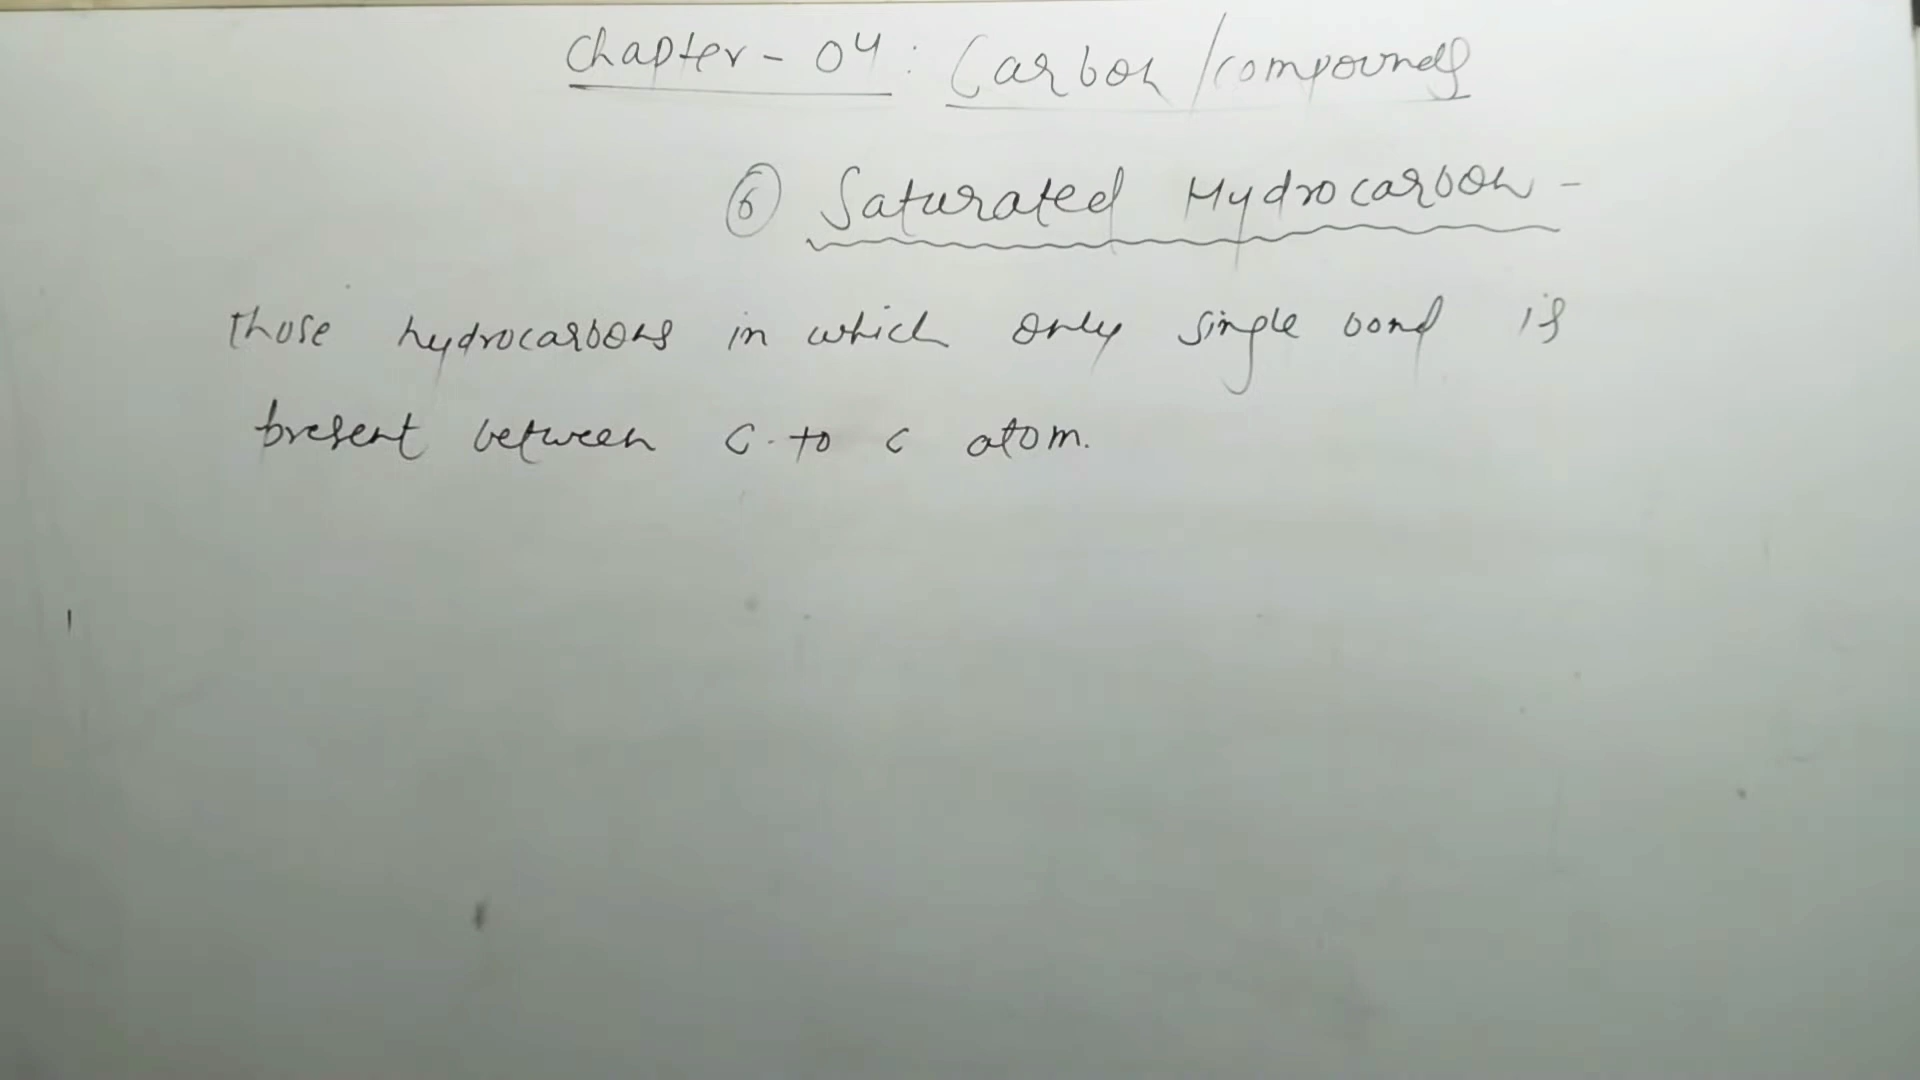 Chapter - 04 : Carbon / compounds
⑥ Saturated Hydrocarbon -
those hydrocarbons in which only single bond is
present between C. to C atom.